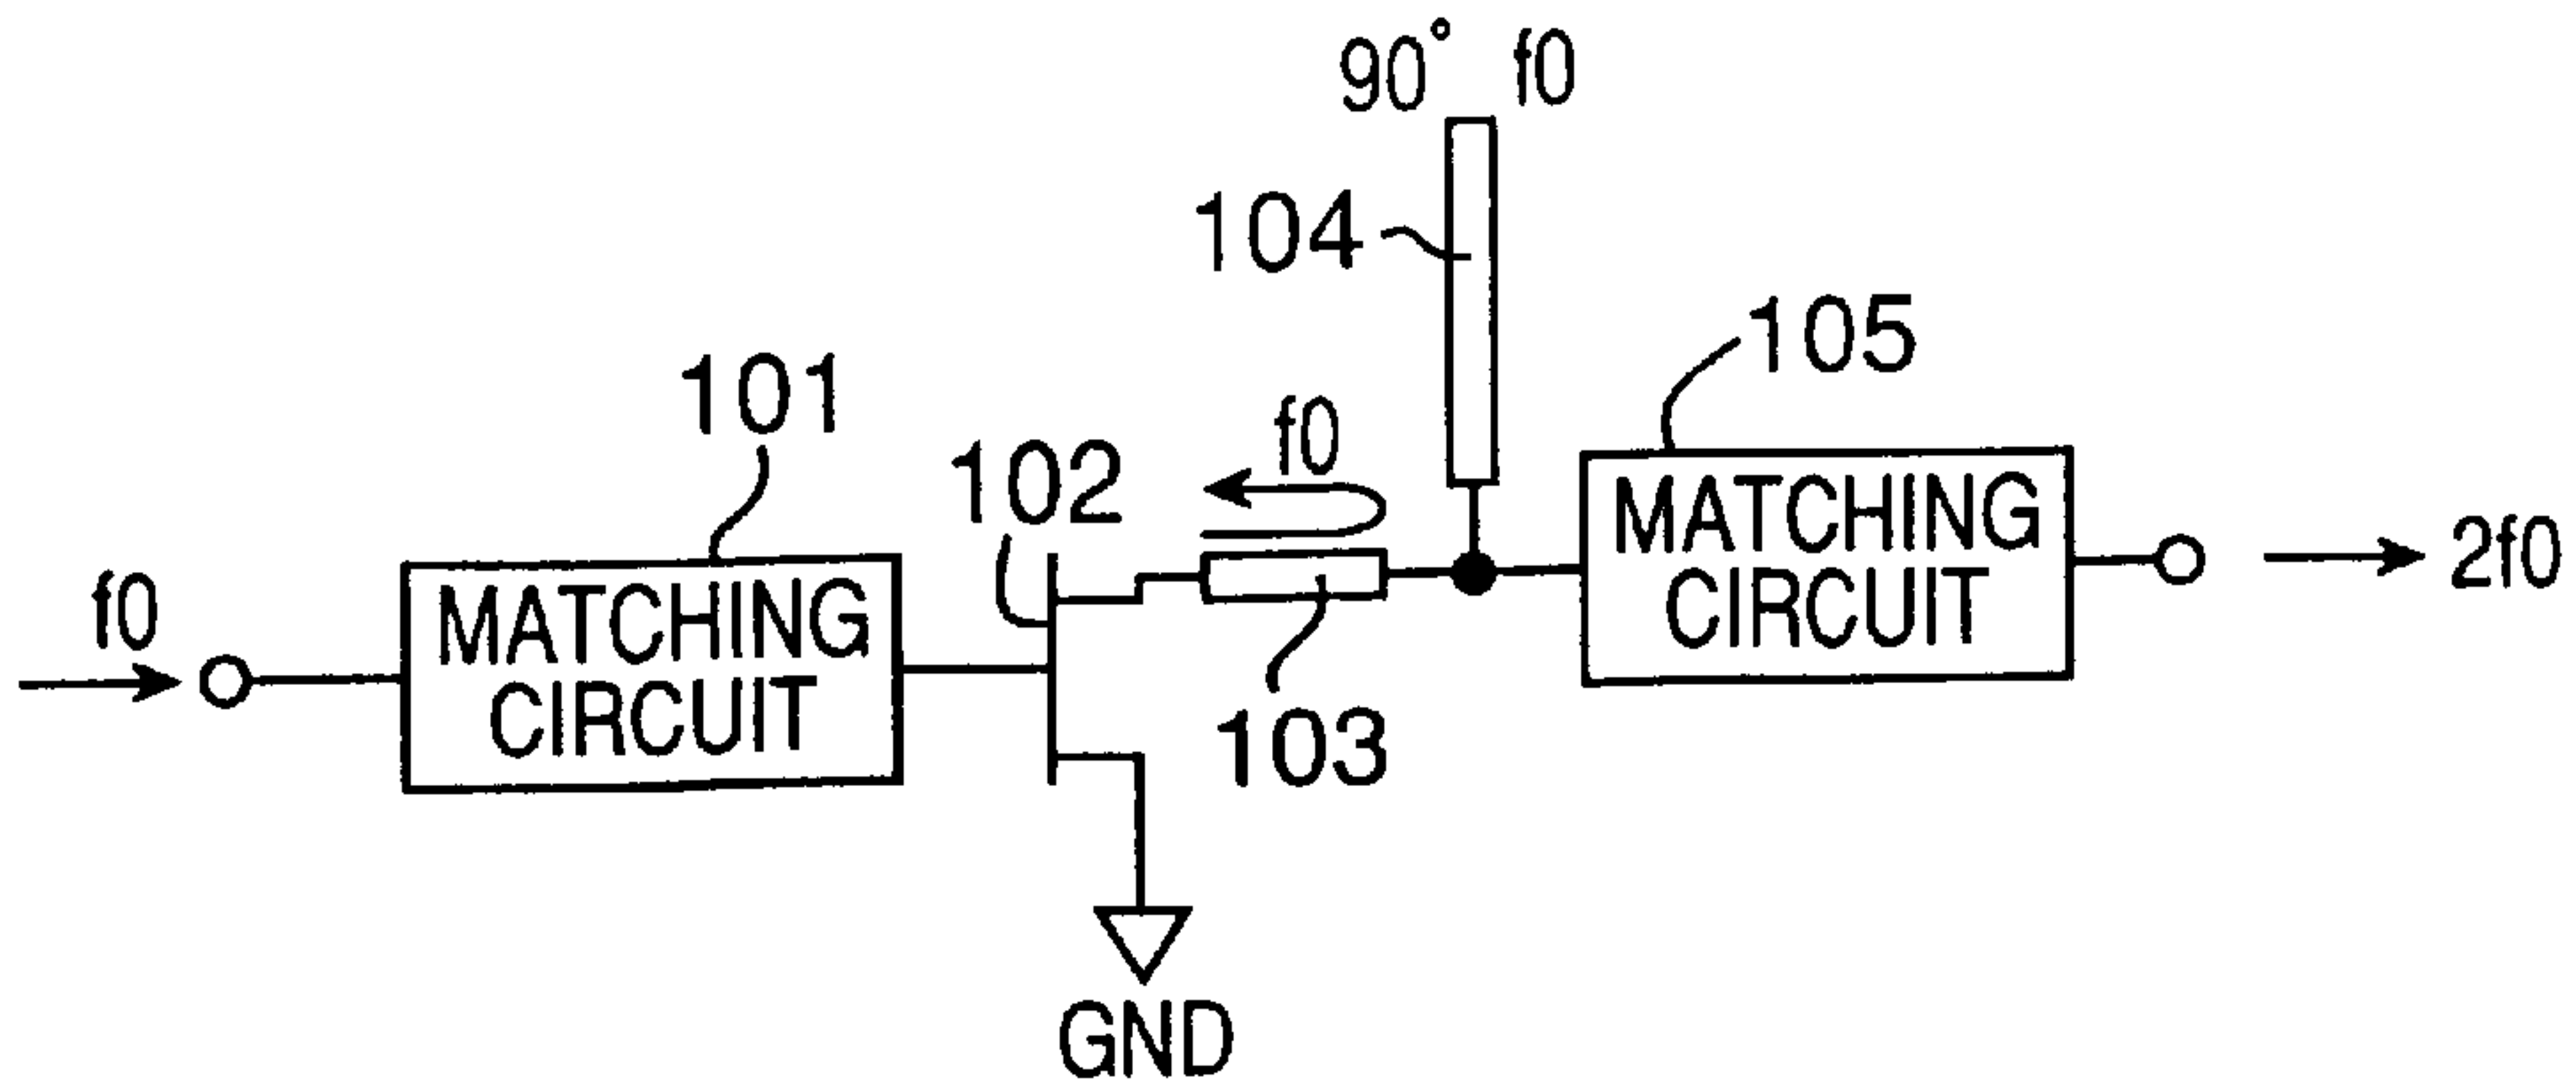 90° f0
104
105
101
102
f0
MATCHING
CIRCUIT
2f0
f0
MATCHING
CIRCUIT
103
GND